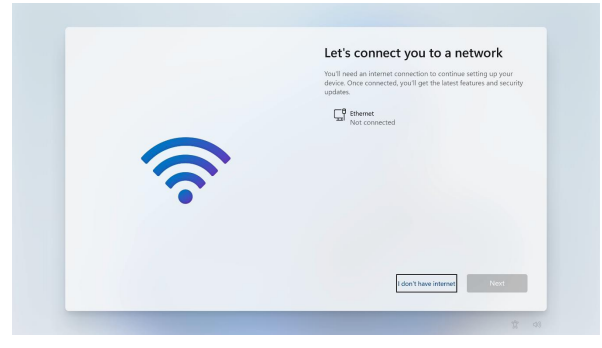 Let's connect you to a network
You'll need an internet connection to continue setting up your
device. Once connected, you'll get the latest features and security
updates.
Ethernet
Not connected
I don't have internet
Next